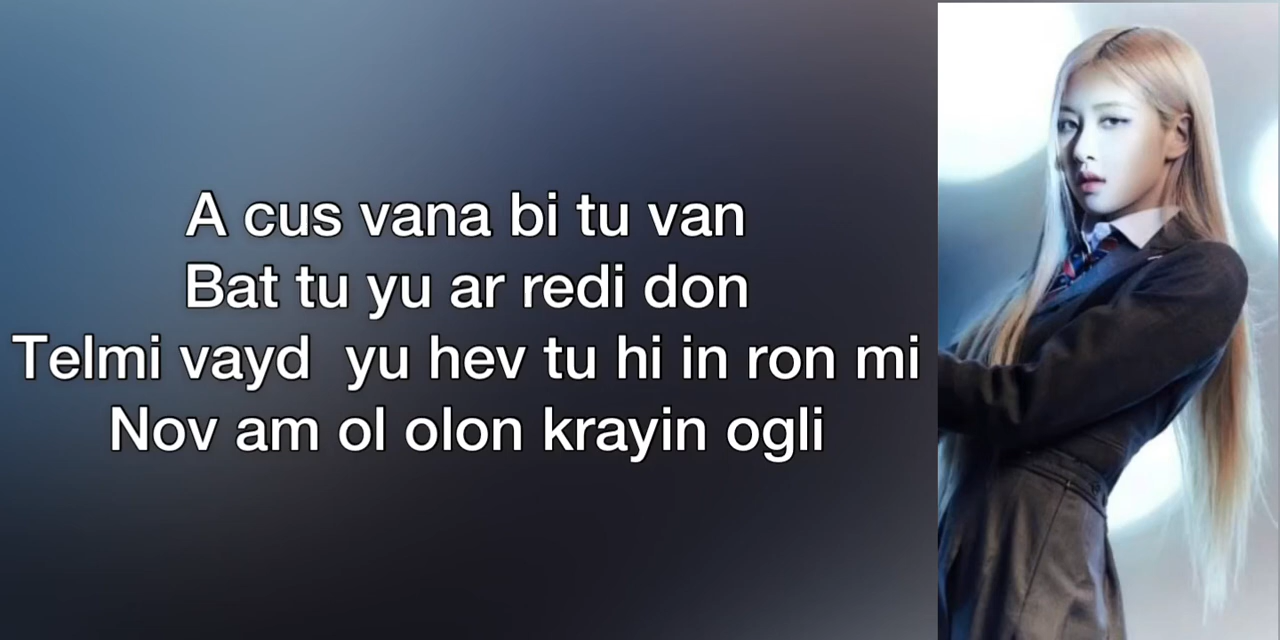 A cus vana bi tu van
Bat tu yu ar redi don
Telmi vayd yu hev tu hi in ron mi
Nov am ol olon krayin ogli